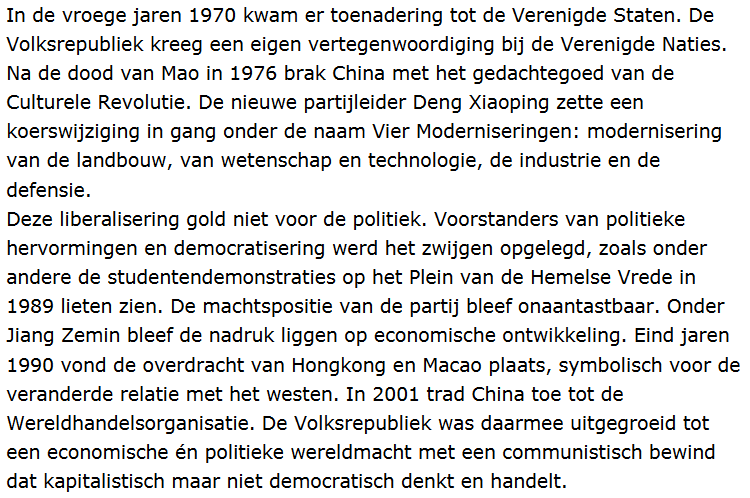 In de vroege jaren 1970 kwam er toenadering tot de Verenigde Staten. De
Volksrepubliek kreeg een eigen vertegenwoordiging bij de Verenigde Naties.
Na de dood van Mao in 1976 brak China met het gedachtegoed van de
Culturele Revolutie. De nieuwe partijleider Deng Xiaoping zette een
koerswijziging in gang onder de naam Vier Moderniseringen: modernisering
van de landbouw, van wetenschap en technologie, de industrie en de
defensie.
Deze liberalisering gold niet voor de politiek. Voorstanders van politieke
hervormingen en democratisering werd het zwijgen opgelegd, zoals onder
andere de studentendemonstraties op het Plein van de Hemelse Vrede in
1989 lieten zien. De machtspositie van de partij bleef onaantastbaar. Onder
Jiang Zemin bleef de nadruk liggen op economische ontwikkeling. Eind jaren
1990 vond de overdracht van Hongkong en Macao plaats, symbolisch voor de
veranderde relatie met het westen. In 2001 trad China toe tot de
Wereldhandelsorganisatie. De Volksrepubliek was daarmee uitgegroeid tot
een economische én politieke wereldmacht met een communistisch bewind
dat kapitalistisch maar niet democratisch denkt en handelt.